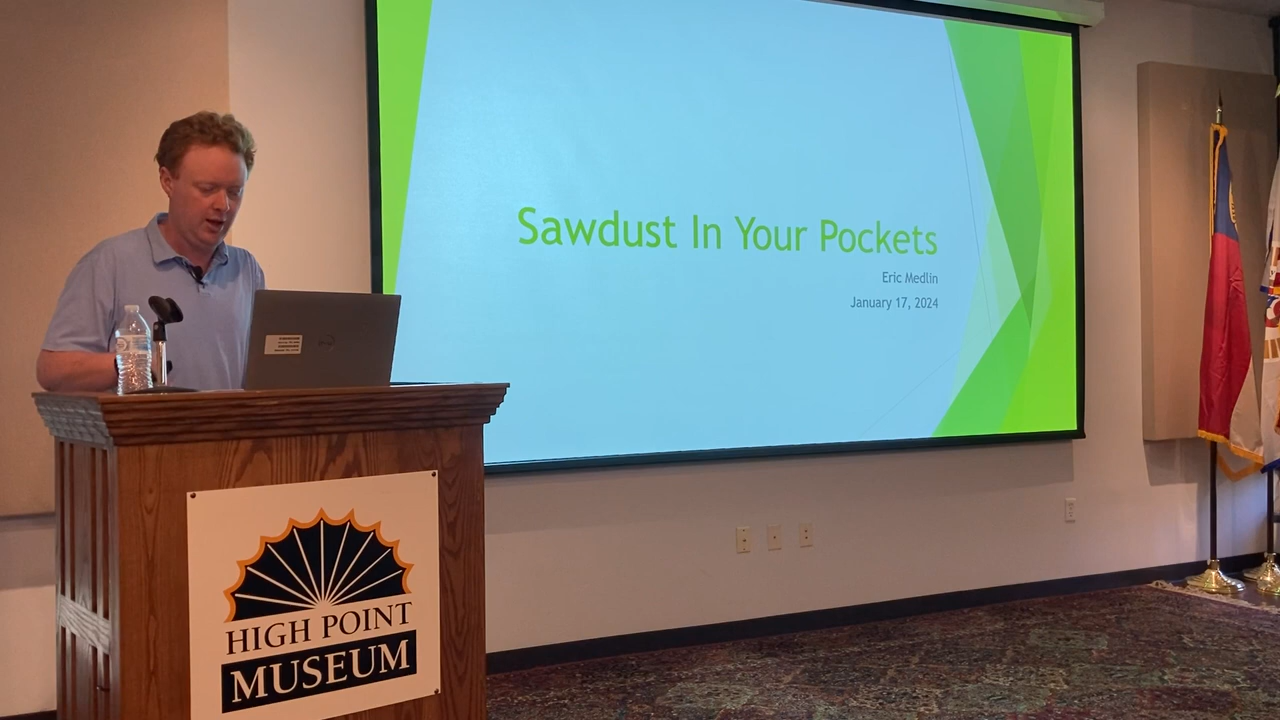 Sawdust In Your Pockets
Eric Medlin
January 17, 2024
HIGH POINT
MUSEUM